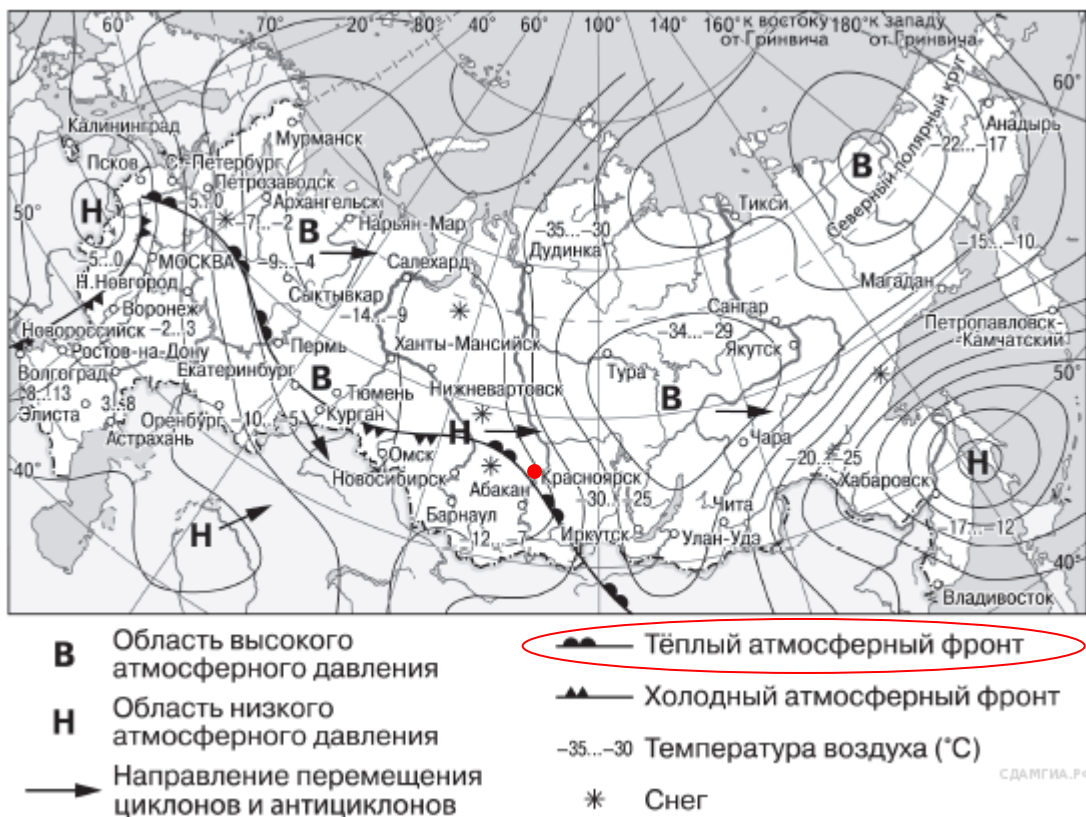 60°
70°
20°
30°
40°
60°
100°
140°
160° к востоку
от Гринвича
180° к западу
от Гринвича
60°
Калининград
Мурманск
Псков
С.-Петербург
Петрозаводск
Анадырь
–22...–17
Северный полярный круг
В
50°
Н
–5...0
Архангельск
–7...–2
В
Нарьян-Мар
–35...–30
Дудинка
Тикси
–15...–10
–5...0
МОСКВА
–9...–4
Салехард
Магадан
Н.Новгород
Сыктывкар
–14...–9
Сангар
Воронеж
Новороссийск
–2...3
Пермь
Ханты-Мансийск
–34...–29
Якутск
Петропавловск-
Камчатский
Ростов-на-Дону
Волгоград
Екатеринбург
В
Тюмень
Нижневартовск
Тура
В
50°
8...13
Элиста
3...8
Астрахань
Оренбург
–10...–5
Курган
Н
Чара
–20...–25
Хабаровск
Н
40°
Омск
Новосибирск
Красноярск
Абакан
–30...–25
Чита
Барнаул
Н
–12...–7
Иркутск
Улан-Удэ
–17...–12
40°
Владивосток
В
Область высокого
атмосферного давления
Н
Область низкого
атмосферного давления
Направление перемещения
циклонов и антициклонов
Тёплый атмосферный фронт
Холодный атмосферный фронт
–35...–30 Температура воздуха (°С)
Снег
СДАМГИА.РФ